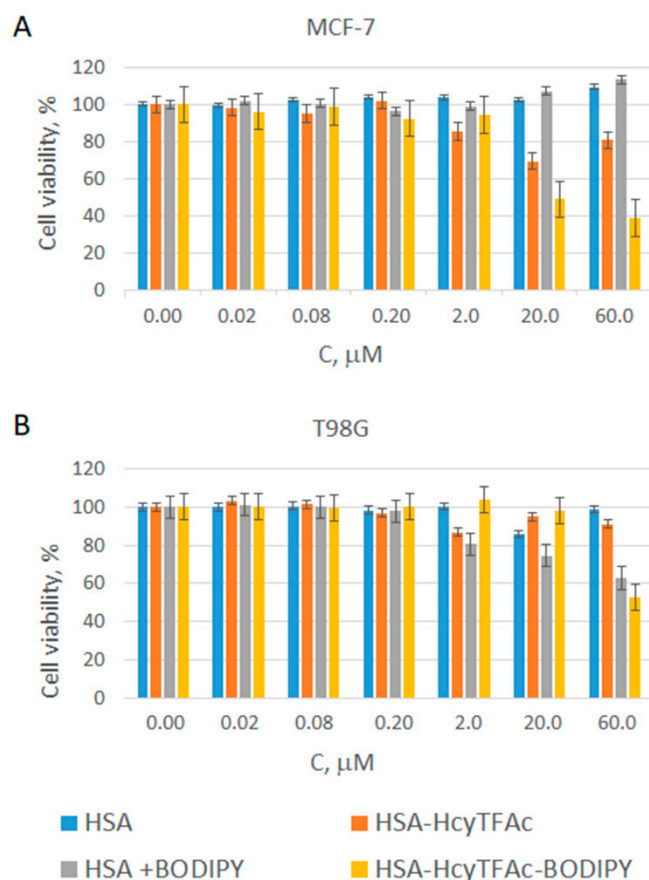 A
MCF-7
Cell viability, %
120
100
80
60
40
20
0
0.00 0.02 0.08 0.20 2.0 20.0 60.0
C, μM
B
T98G
Cell viability, %
120
100
80
60
40
20
0
0.00 0.02 0.08 0.20 2.0 20.0 60.0
C, μM
HSA HSA-HcyTFAc
HSA +BODIPY HSA-HcyTFAc-BODIPY